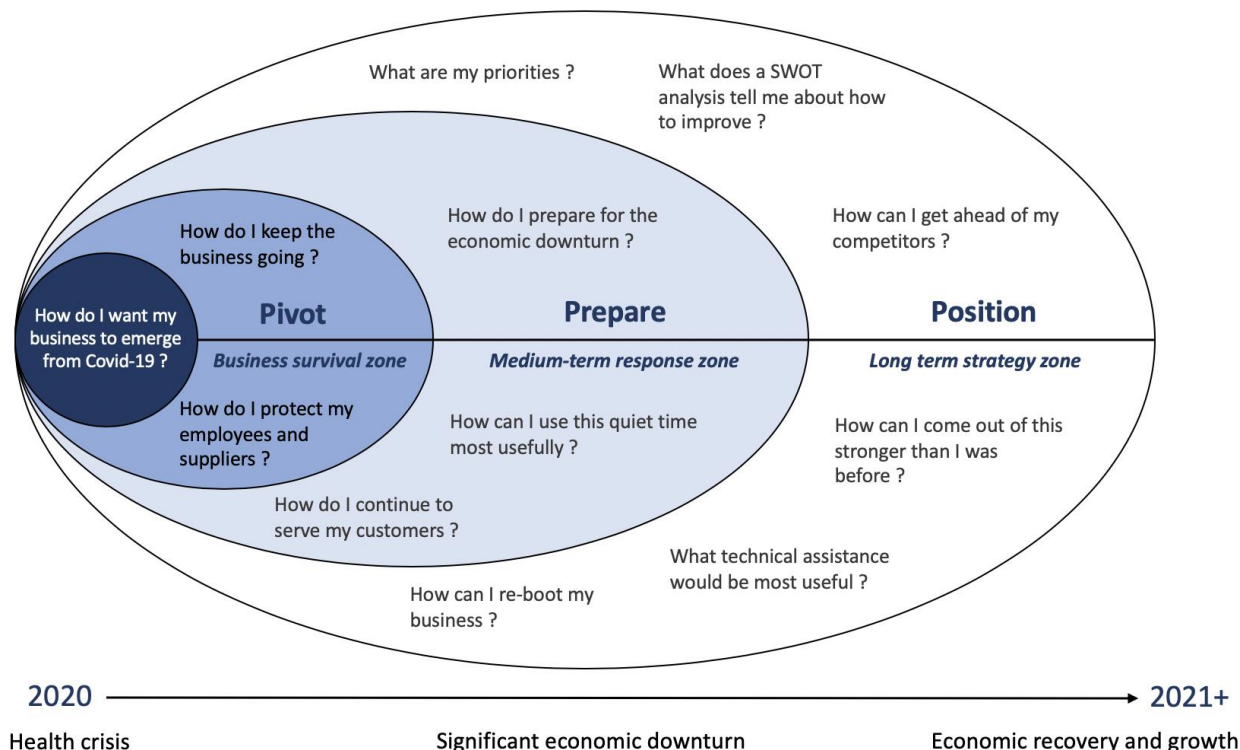 What are my priorities ?
What does a SWOT
analysis tell me about how
to improve ?
How do I keep the
business going ?
How do I prepare for the
economic downturn ?
How can I get ahead of my
competitors ?
How do I want my
business to emerge
from Covid-19 ?
Pivot
Prepare
Position
Business survival zone
Medium-term response zone
Long term strategy zone
How do I protect my
employees and
suppliers ?
How can I use this quiet time
most usefully ?
How can I come out of this
stronger than I was
before ?
How do I continue to
serve my customers ?
What technical assistance
would be most useful ?
How can I re-boot my
business ?
2020
2021+
Health crisis
Significant economic downturn
Economic recovery and growth